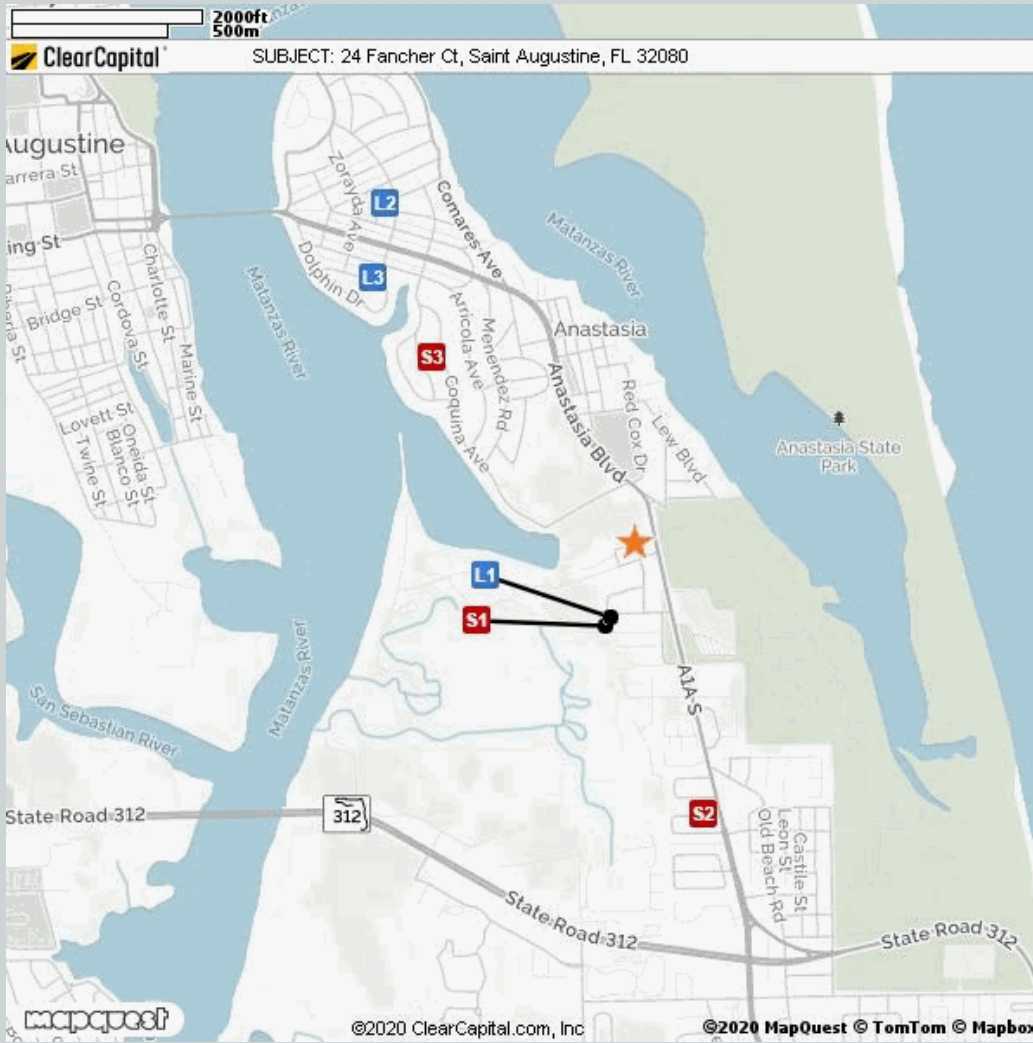 2000ft
500m
ClearCapital
SUBJECT: 24 Fancher Ct, Saint Augustine, FL 32080
Augustine
arrera St
ing St
Zorayda Ave
L2
Comares Ave
Matanzas River
Dolphin Dr
L3
Charlotte St
Cordova St
Bridge St
Marine St
Matanzas River
Arricola Ave
Menendez Rd
Anastasia
S3
Coquina Ave
Anastasia Blvd
Red Cox Dr
Lew Blvd
Lovett St
Oneida St
Blanco St
Twine St
Anastasia State
Park
L1
S1
Matanzas River
San Sebastian River
A1A S
State Road 312
312
S2
Castile St
Leon St
Old Beach Rd
State Road 312
State Road 312
mapquest
©2020 ClearCapital.com, Inc
©2020 MapQuest © TomTom © Mapbox